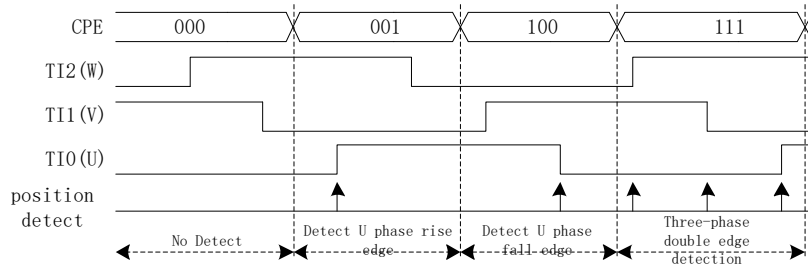 CPE 000 001 100 111
TI2(W)
TI1(V)
TI0(U)
position
detect
No Detect
Detect U phase rise
edge
Detect U phase
fall edge
Three-phase
double edge
detection